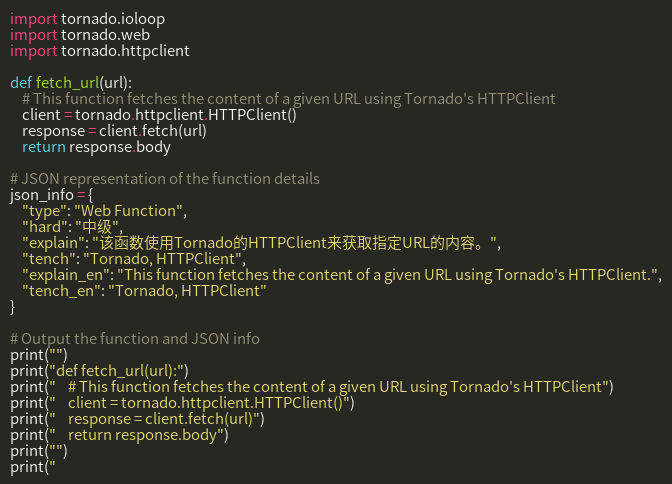 import tornado.ioloop
import tornado.web
import tornado.httpclient

def fetch_url(url):
    # This function fetches the content of a given URL using Tornado's HTTPClient
    client = tornado.httpclient.HTTPClient()
    response = client.fetch(url)
    return response.body

# JSON representation of the function details
json_info = {
    "type": "Web Function",
    "hard": "中级",
    "explain": "该函数使用Tornado的HTTPClient来获取指定URL的内容。",
    "tench": "Tornado, HTTPClient",
    "explain_en": "This function fetches the content of a given URL using Tornado's HTTPClient.",
    "tench_en": "Tornado, HTTPClient"
}

# Output the function and JSON info
print("")
print("def fetch_url(url):")
print("    # This function fetches the content of a given URL using Tornado's HTTPClient")
print("    client = tornado.httpclient.HTTPClient()")
print("    response = client.fetch(url)")
print("    return response.body")
print("")
print("